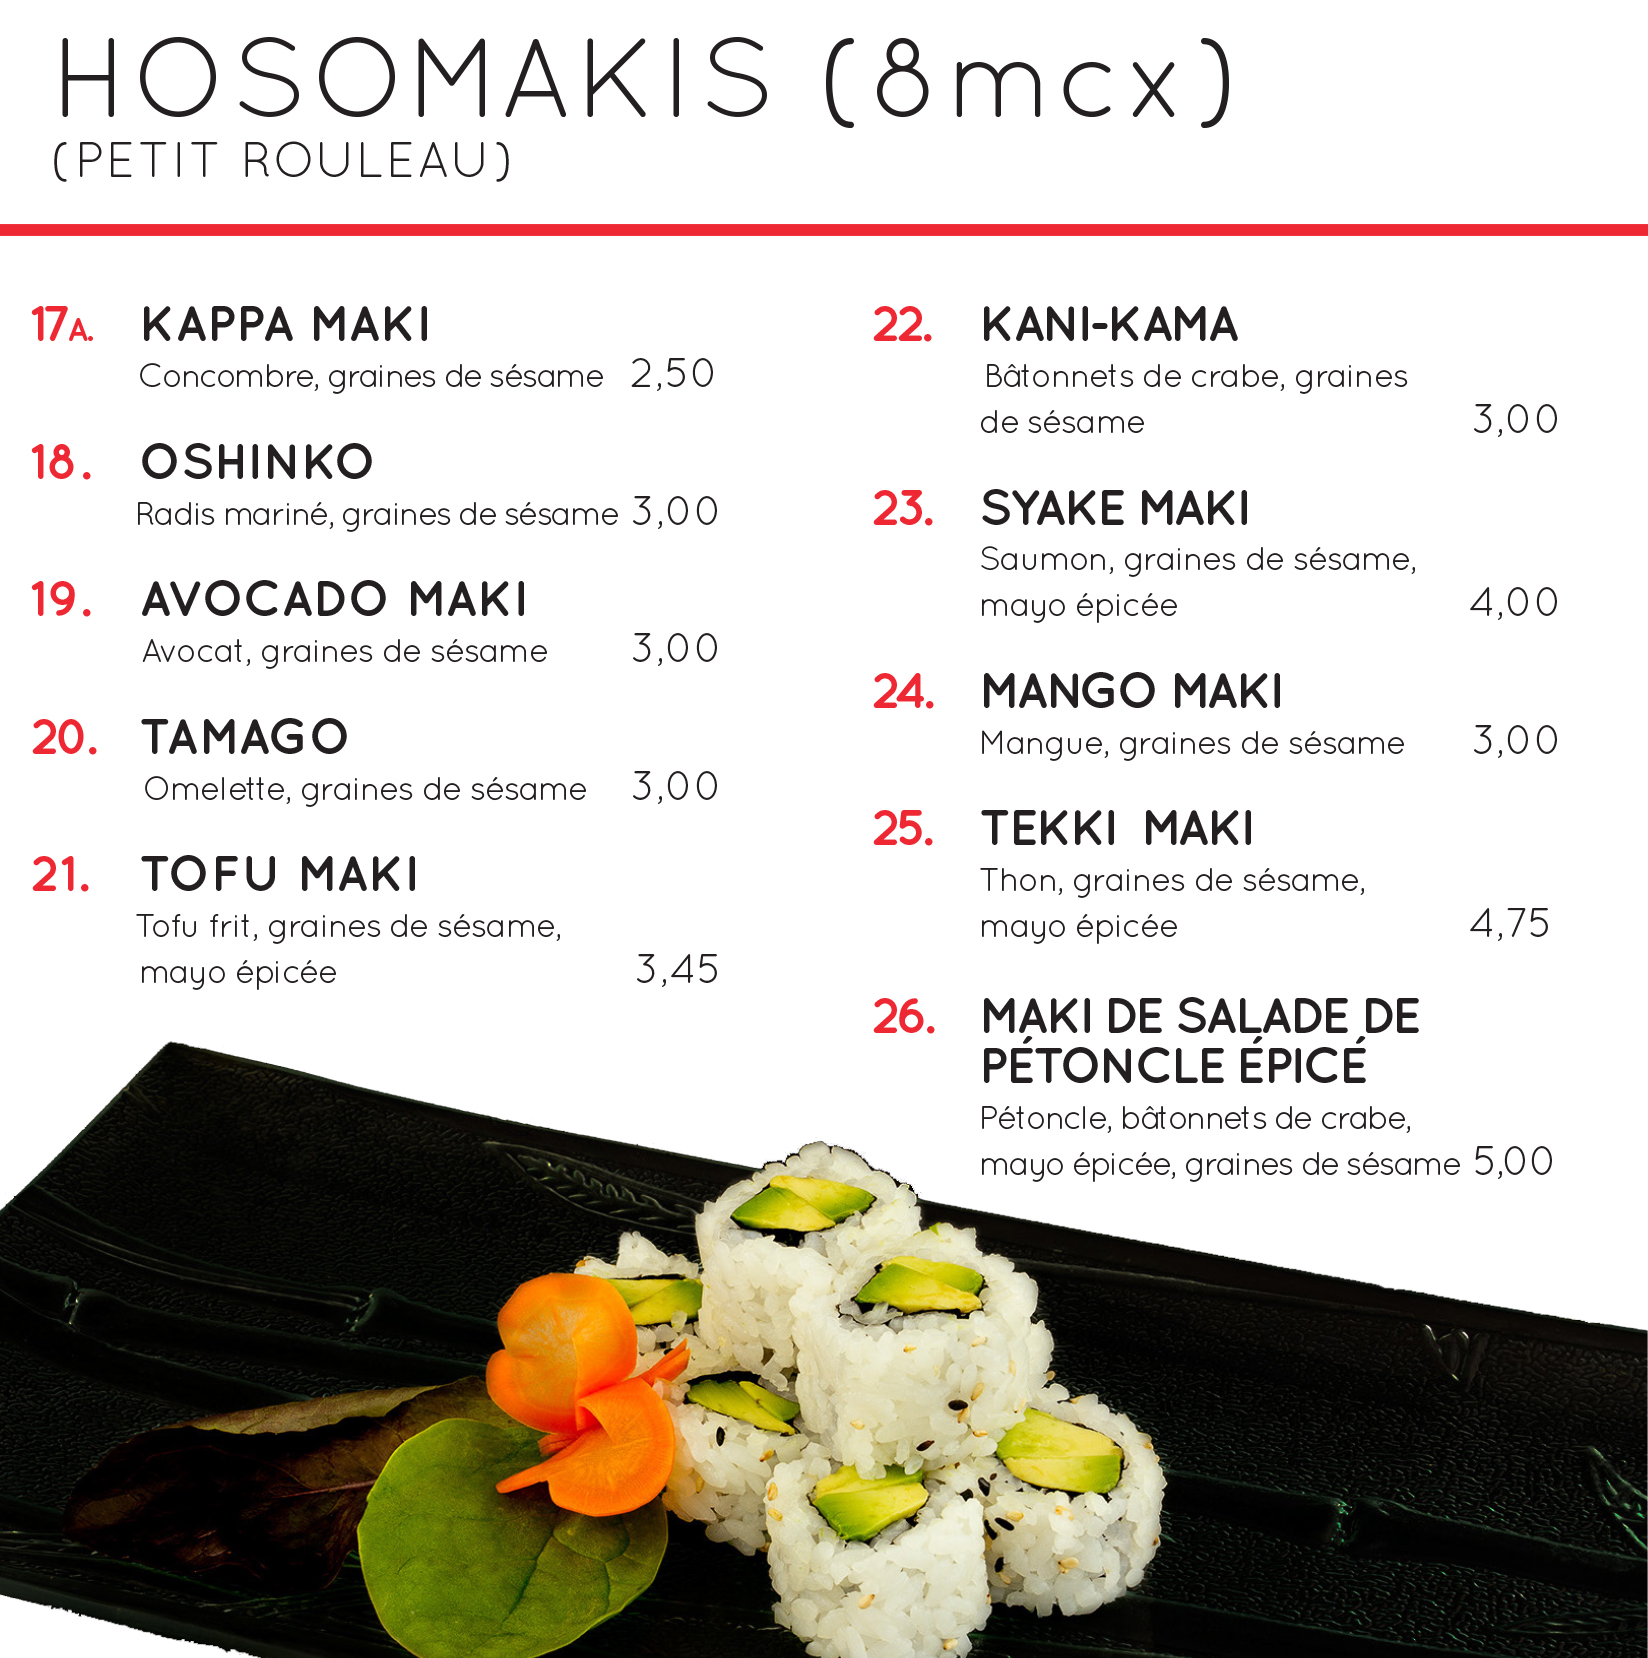 HOSOMAKIS (8mcx)
(PETIT ROULEAU)
17A. KAPPA MAKI
Concombre, graines de sésame 2,50
18. OSHINKO
Radis mariné, graines de sésame 3,00
19. AVOCADO MAKI
Avocat, graines de sésame 3,00
20. TAMAGO
Omelette, graines de sésame 3,00
21. TOFU MAKI
Tofu frit, graines de sésame,
mayo épicée 3,45
22. KANI-KAMA
Bâtonnets de crabe, graines
de sésame 3,00
23. SYAKE MAKI
Saumon, graines de sésame,
mayo épicée 4,00
24. MANGO MAKI
Mangue, graines de sésame 3,00
25. TEKKI MAKI
Thon, graines de sésame,
mayo épicée 4,75
26. MAKI DE SALADE DE
PÉTONCLE ÉPICÉ
Pétoncle, bâtonnets de crabe,
mayo épicée, graines de sésame 5,00